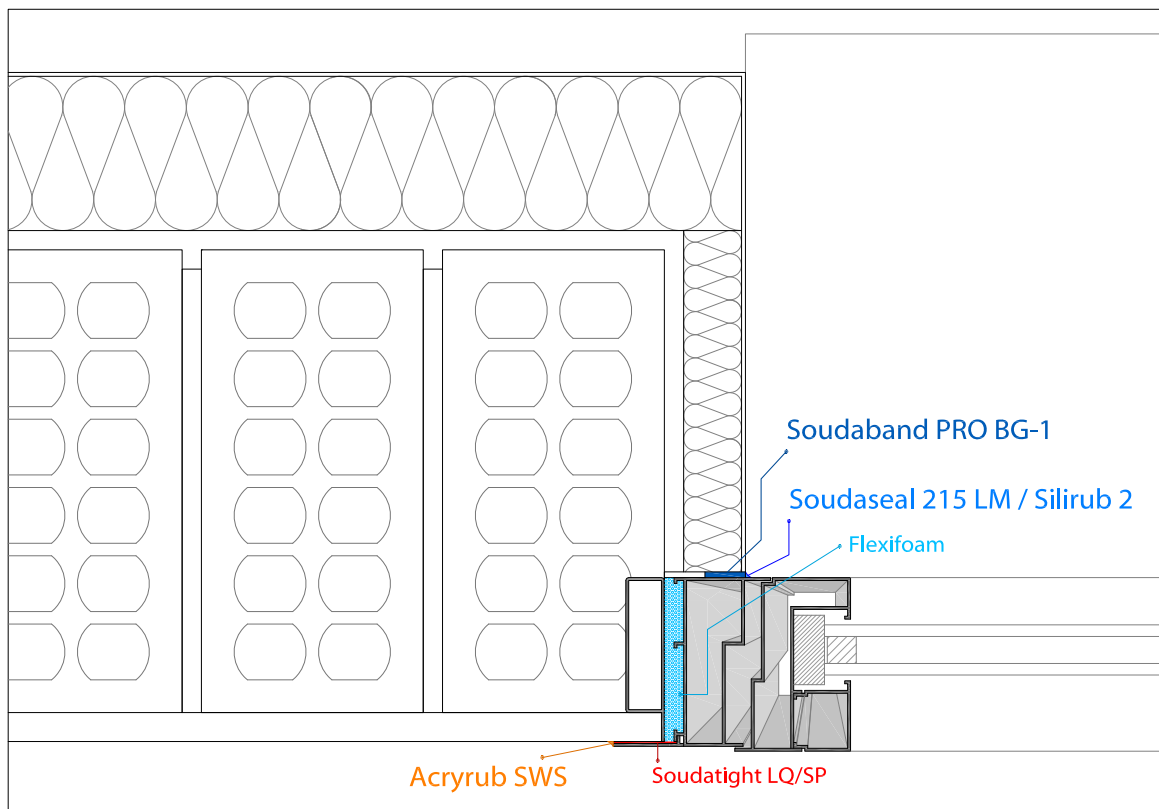 Soudaband PRO BG-1
Soudaseal 215 LM / Silirub 2
Flexifoam
Acryrub SWS
Soudatight LQ/SP